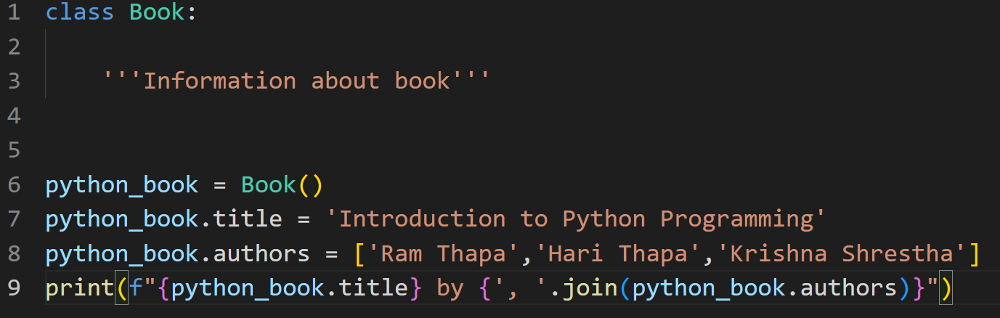 1 class Book:
2
3     '''Information about book'''
4
5
6 python_book = Book()
7 python_book.title = 'Introduction to Python Programming'
8 python_book.authors = ['Ram Thapa','Hari Thapa','Krishna Shrestha']
9 print(f"{python_book.title} by {', '.join(python_book.authors)}")